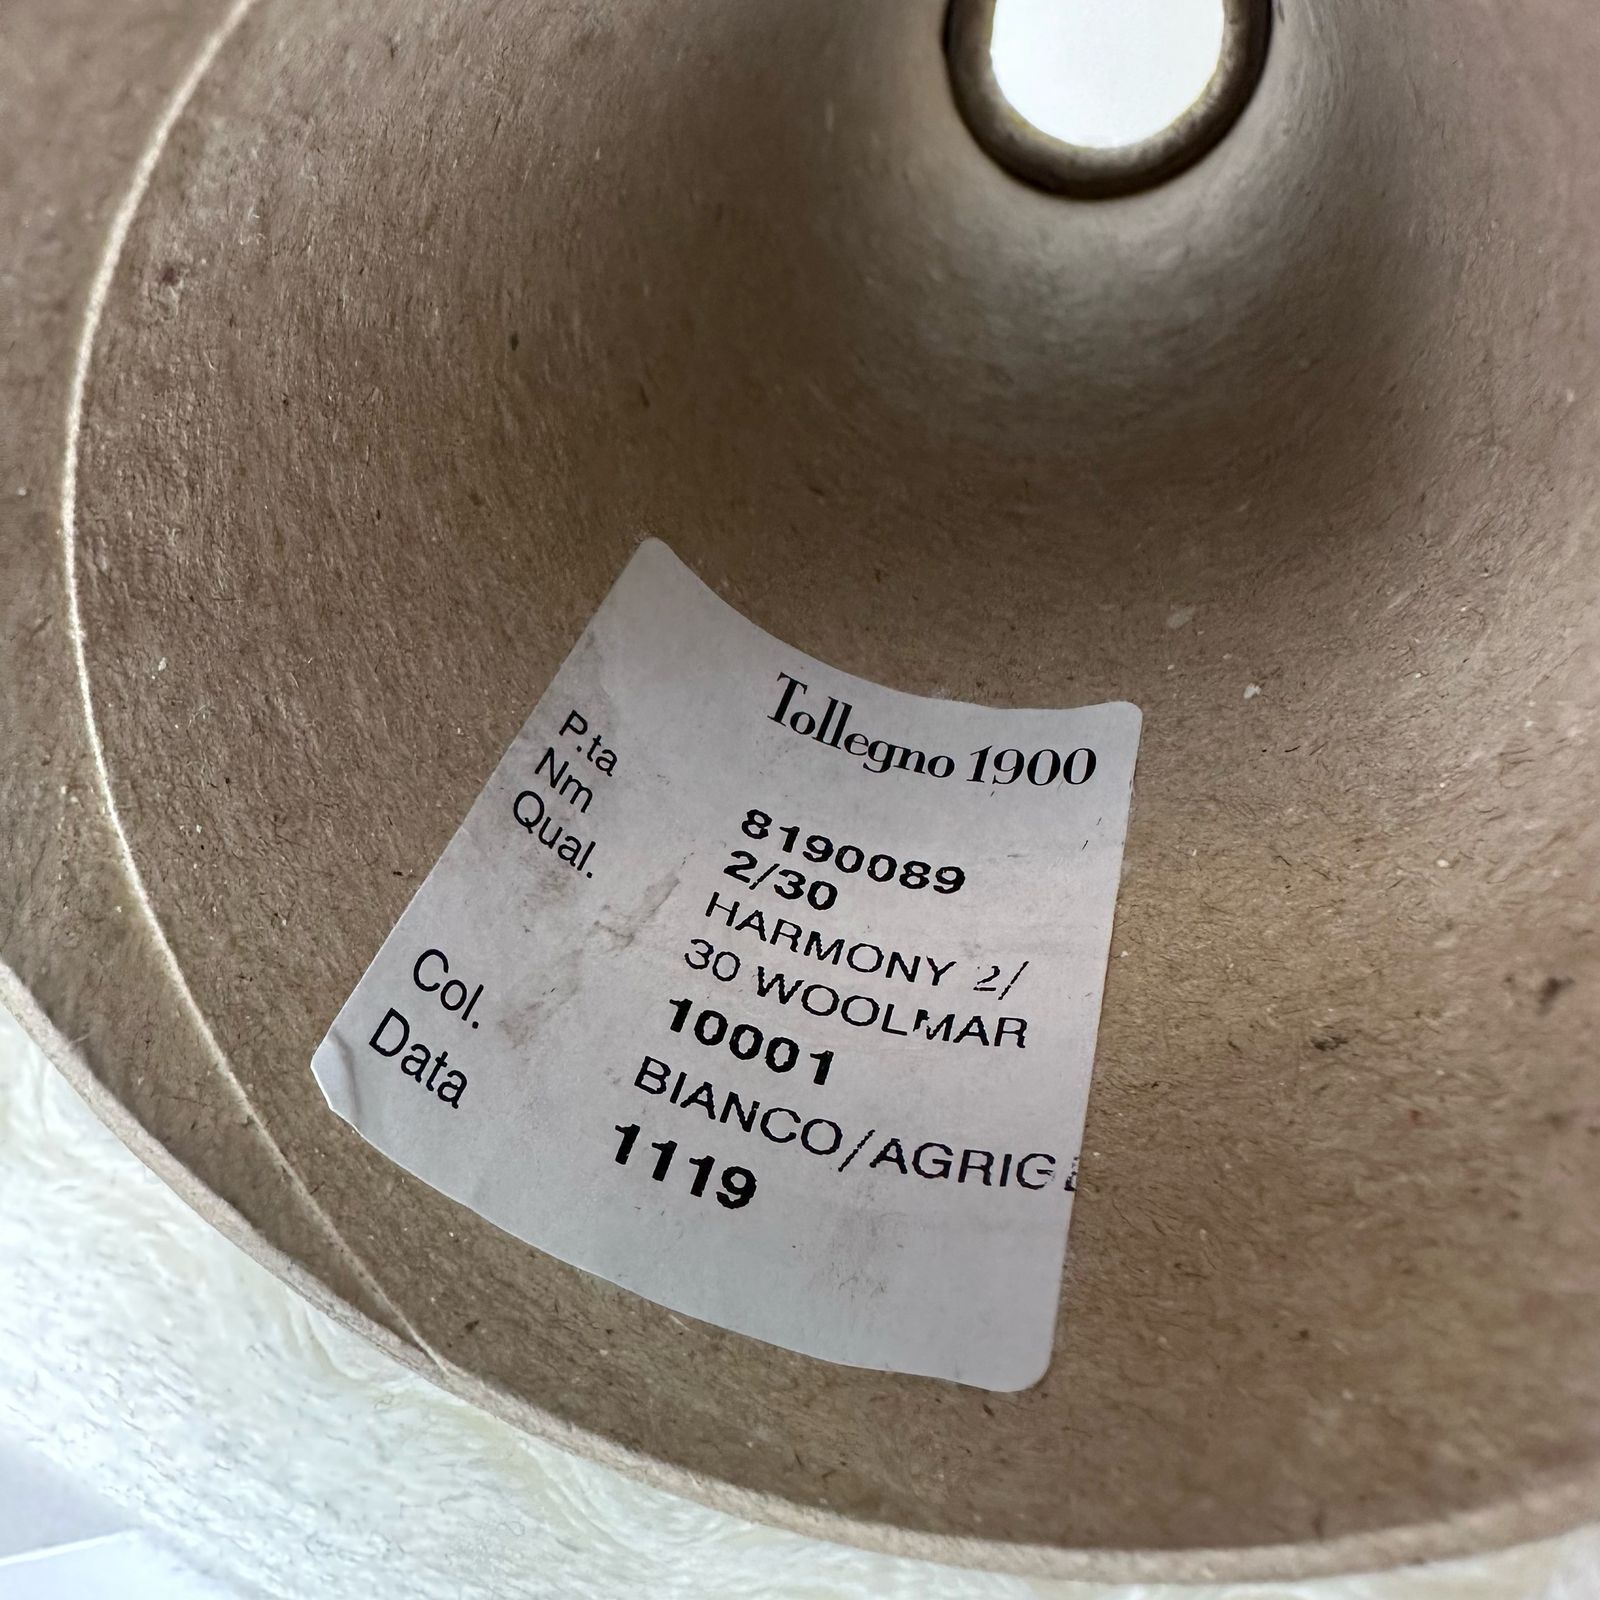 Tollegno 1900
P.ta 8190089
Nm 2/30
Qual. HARMONY 2/
30 WOOLMAR
Col. 10001
BIANCO/AGRIG
Data 1119